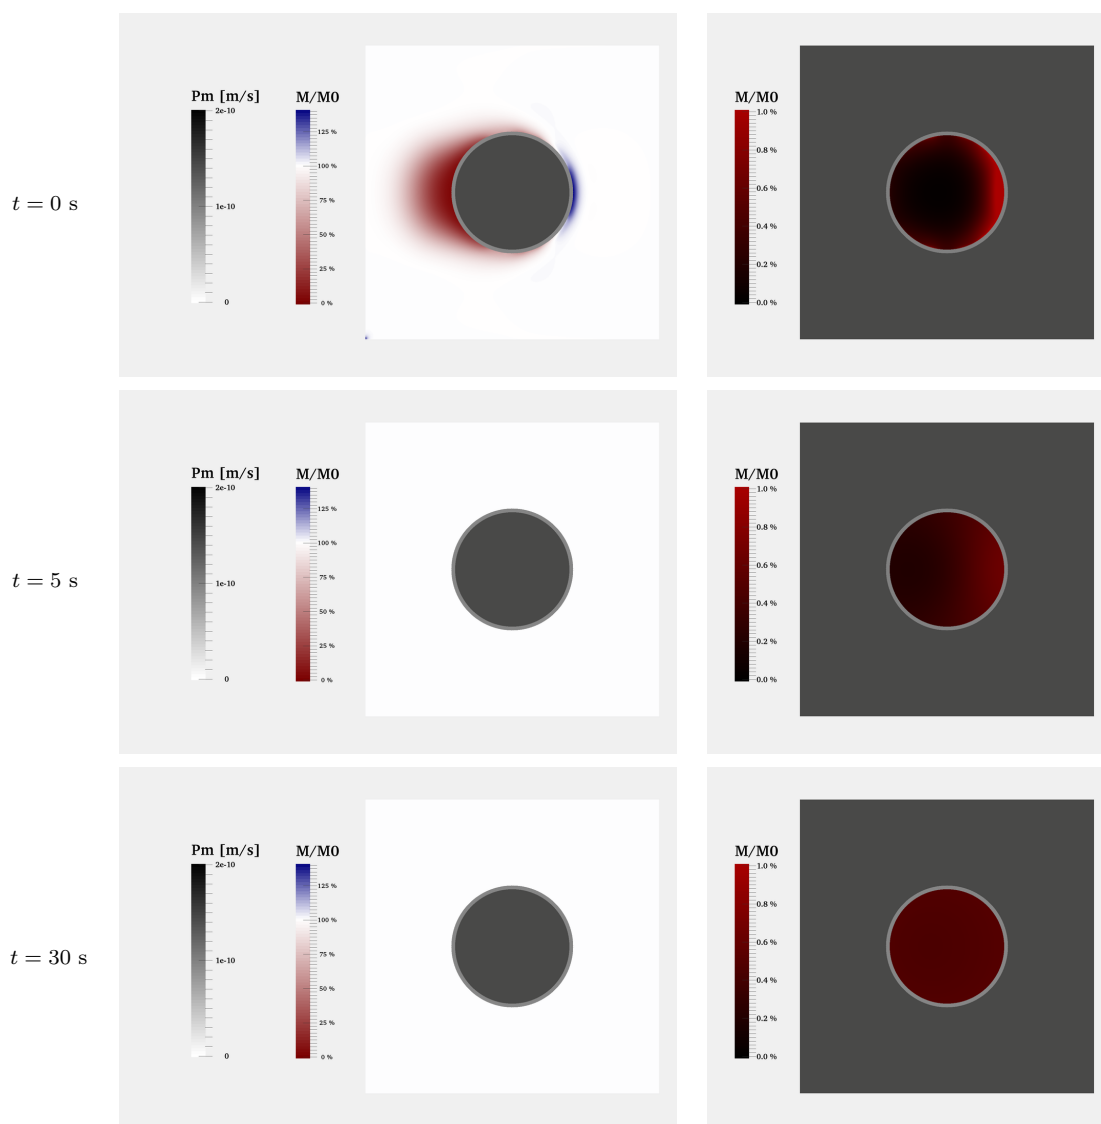 Pm [m/s]
M/M0
M/M0
2e-10
1.0 %
125 %
0.8 %
100 %
0.6 %
t = 0 s
1e-10
75 %
50 %
0.4 %
25 %
0.2 %
0
0 %
0.0 %
Pm [m/s]
M/M0
M/M0
2e-10
1.0 %
125 %
0.8 %
100 %
0.6 %
t = 5 s
1e-10
75 %
50 %
0.4 %
25 %
0.2 %
0
0 %
0.0 %
Pm [m/s]
M/M0
M/M0
2e-10
1.0 %
125 %
0.8 %
100 %
0.6 %
t = 30 s
1e-10
75 %
50 %
0.4 %
25 %
0.2 %
0
0 %
0.0 %